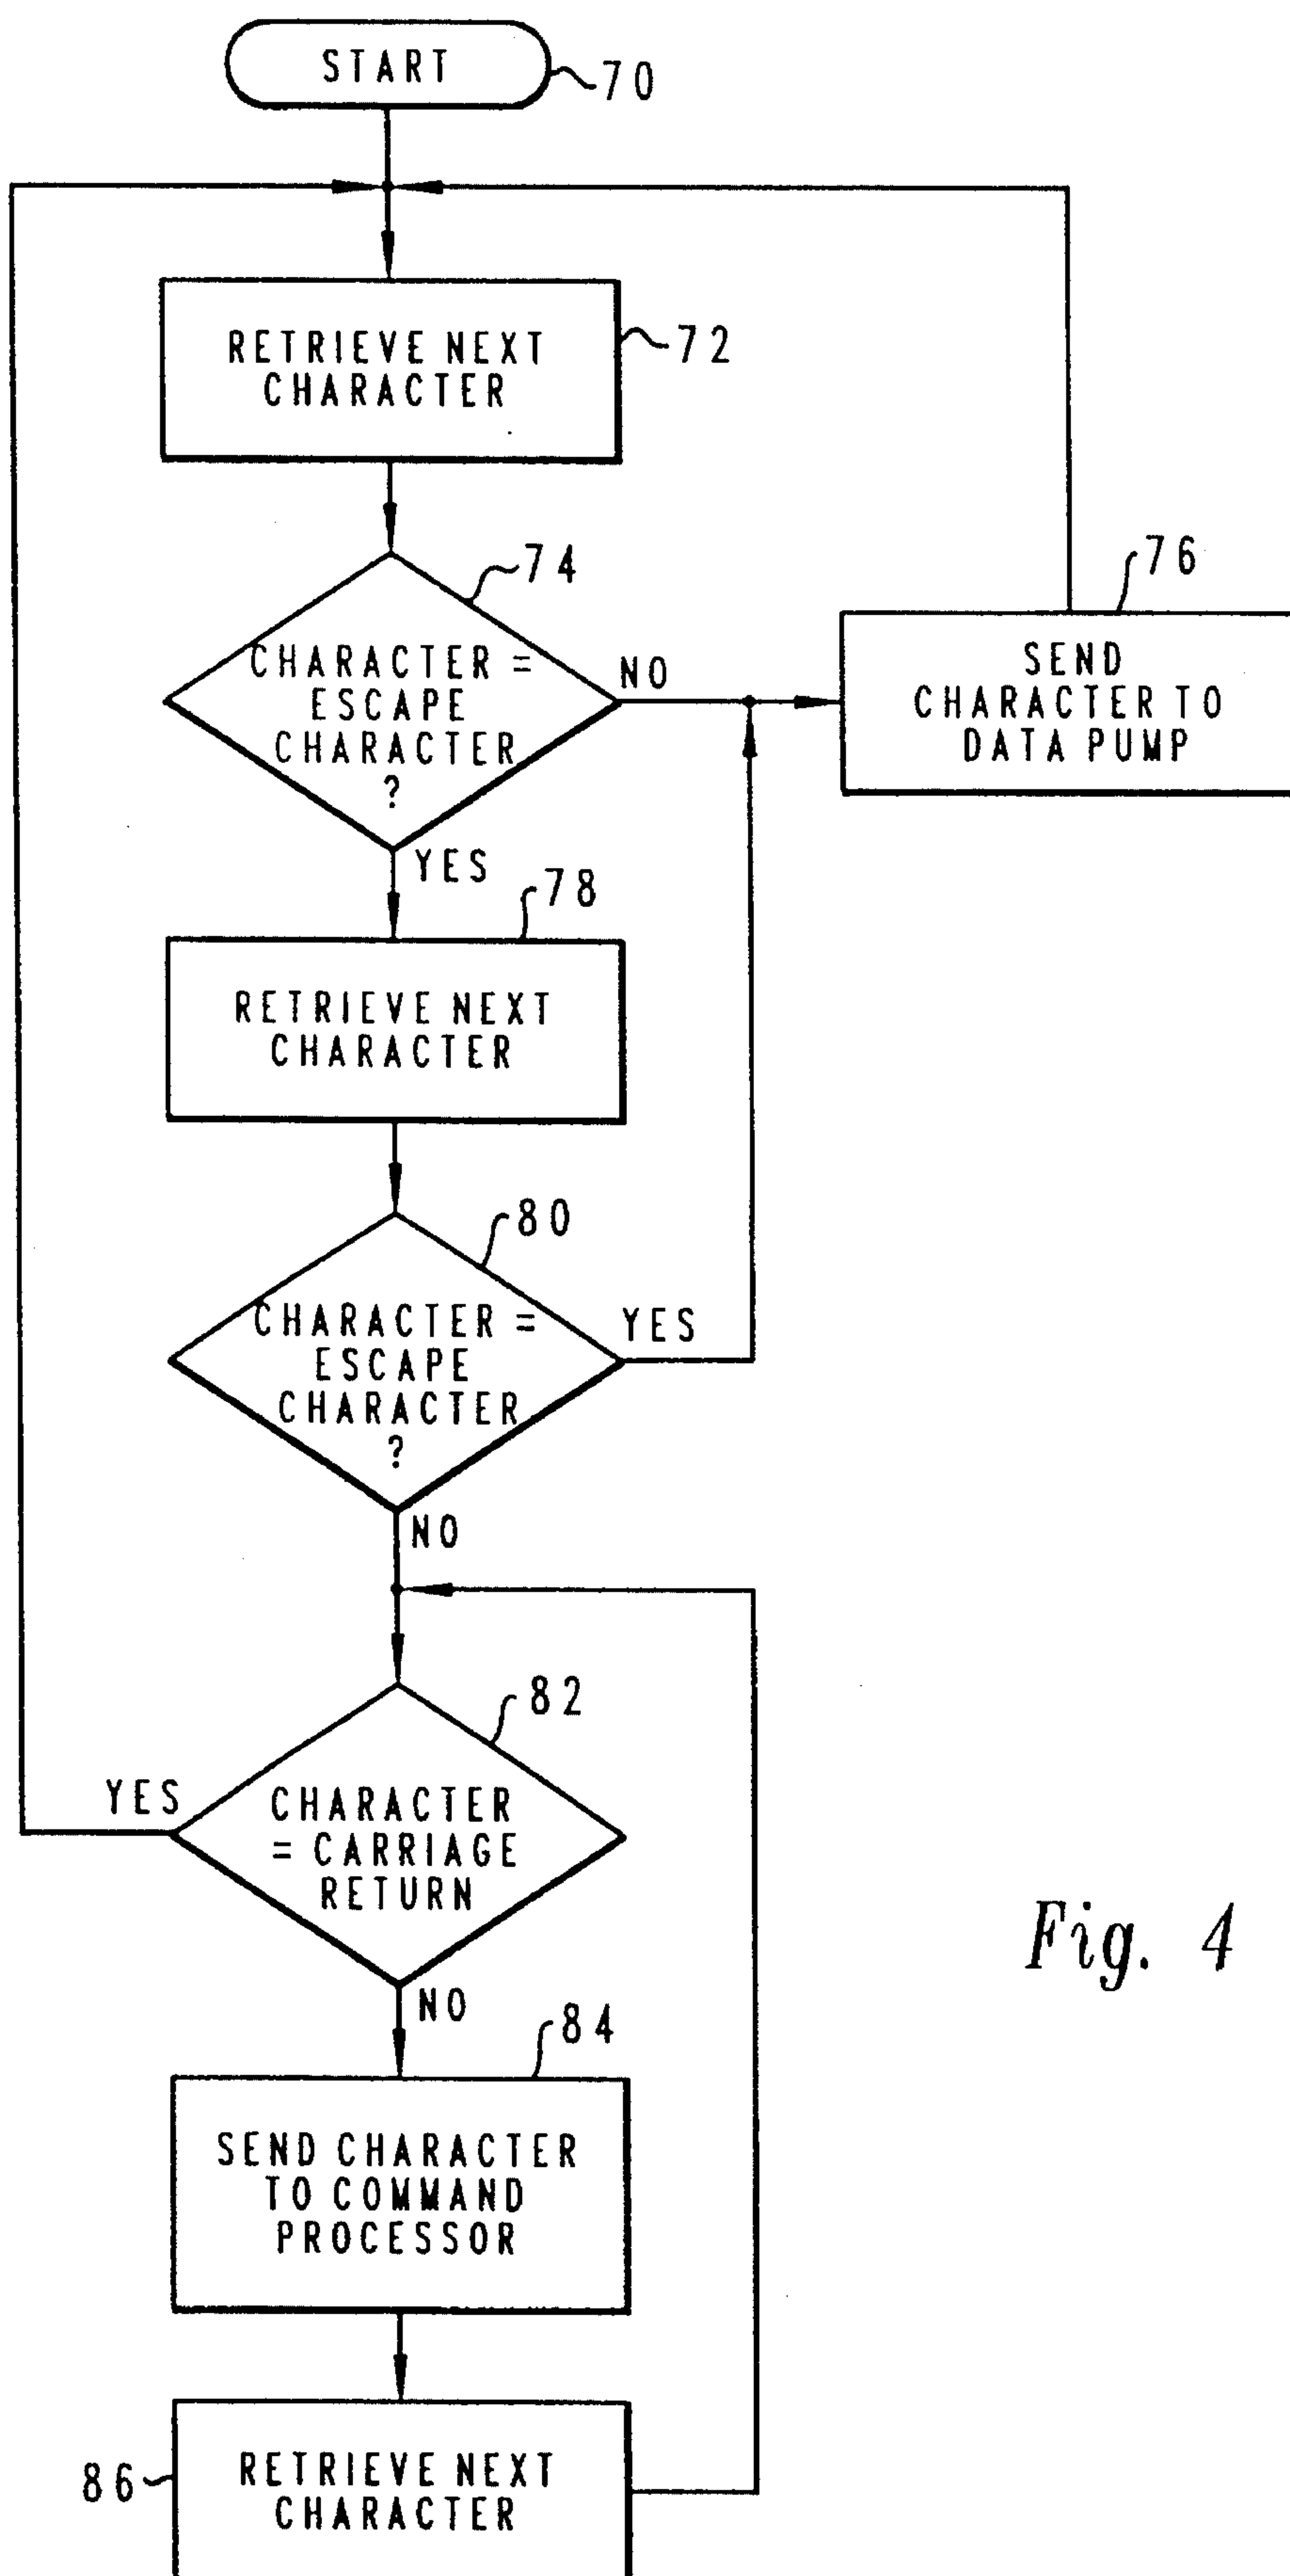 START
70
RETRIEVE NEXT
CHARACTER
72
74
CHARACTER =
ESCAPE
CHARACTER
?
NO
YES
76
SEND
CHARACTER TO
DATA PUMP
78
RETRIEVE NEXT
CHARACTER
80
CHARACTER =
ESCAPE
CHARACTER
?
YES
NO
82
YES
CHARACTER
= CARRIAGE
RETURN
NO
Fig. 4
84
SEND CHARACTER
TO COMMAND
PROCESSOR
86
RETRIEVE NEXT
CHARACTER